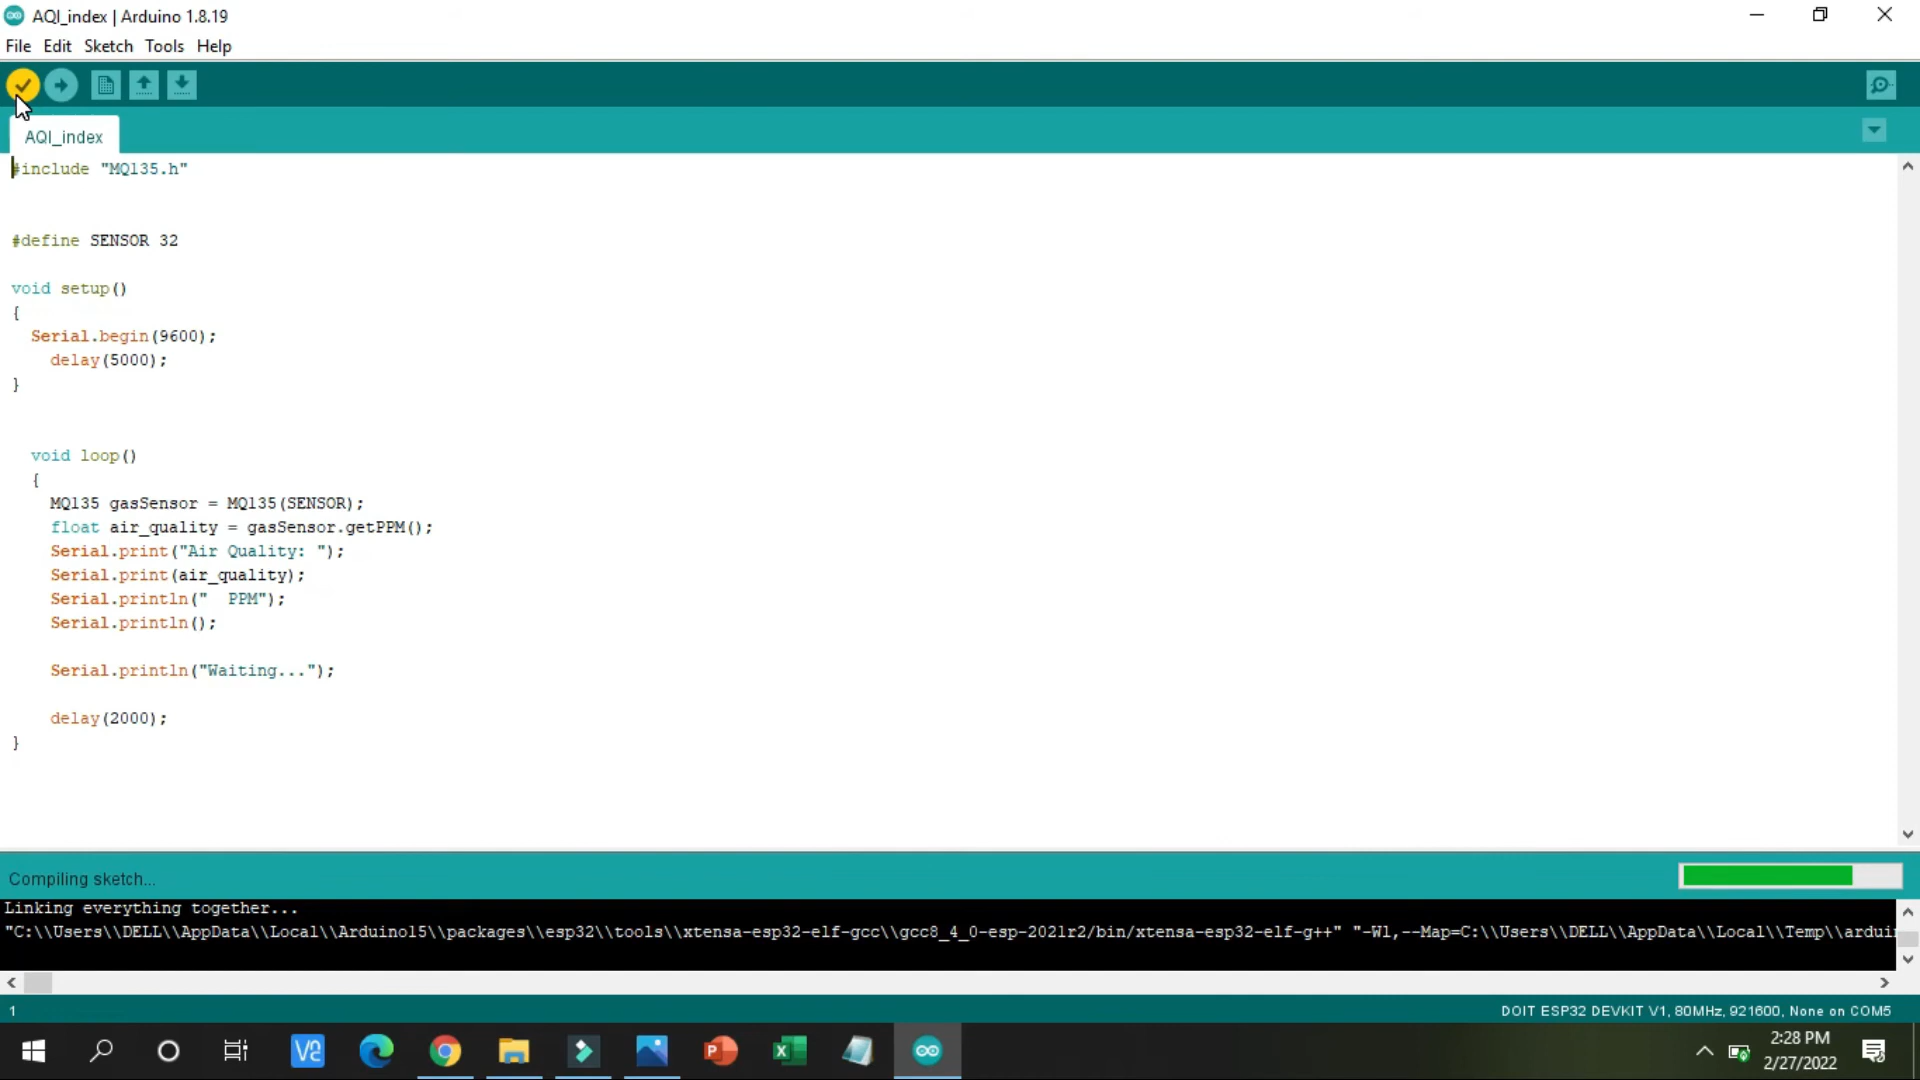 AQI_index | Arduino 1.8.19
File Edit Sketch Tools Help
AQI_index
#include "MQ135.h"
#define SENSOR 32
void setup()
{
Serial.begin(9600);
delay(5000);
}
void loop()
{
MQ135 gasSensor = MQ135(SENSOR);
float air_quality = gasSensor.getPPM();
Serial.print("Air Quality: ");
Serial.print(air_quality);
Serial.println("  PPM");
Serial.println();
Serial.println("Waiting...");
delay(2000);
}
Compiling sketch...
Linking everything together...
"C:\\Users\\DELL\\AppData\\Local\\Arduino15\\packages\\esp32\\tools\\xtensa-esp32-elf-gcc\\gcc8_4_0-esp-2021r2/bin/xtensa-esp32-elf-g++" "-Wl,--Map=C:\\Users\\DELL\\AppData\\Local\\Temp\\arduin
1
DOIT ESP32 DEVKIT V1, 80MHz, 921600, None on COM5
2:28 PM
2/27/2022